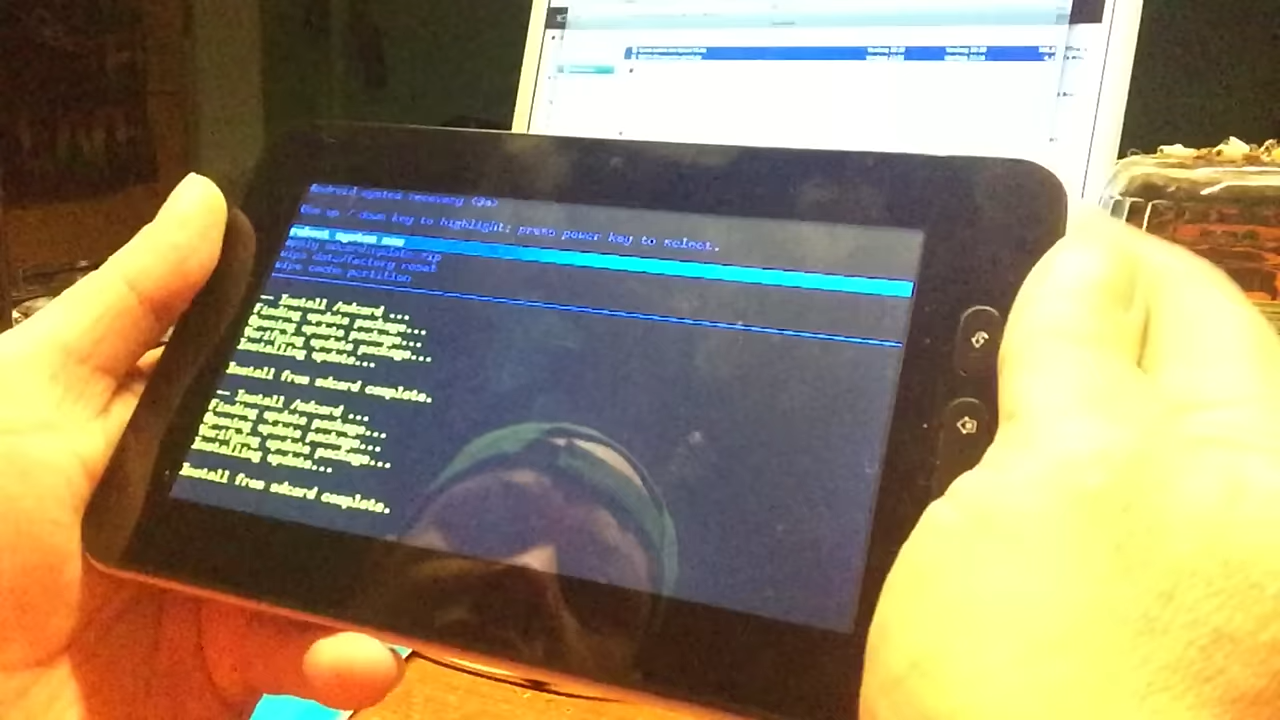 Android system recovery <3e>
Use up / down key to highlight; press power key to select.
reboot system now
apply sdcard:update.zip
wipe data/factory reset
wipe cache partition
-- Install /sdcard ...
Finding update package...
Opening update package...
Verifying update package...
Installing update...
Install from sdcard complete.
-- Install /sdcard ...
Finding update package...
Opening update package...
Verifying update package...
Installing update...
Install from sdcard complete.